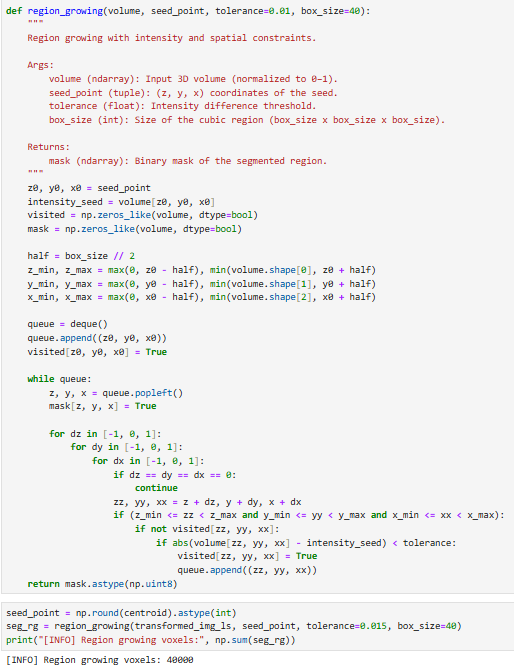 def region_growing(volume, seed_point, tolerance=0.01, box_size=40):
    """
    Region growing with intensity and spatial constraints.

    Args:
        volume (ndarray): Input 3D volume (normalized to 0–1).
        seed_point (tuple): (z, y, x) coordinates of the seed.
        tolerance (float): Intensity difference threshold.
        box_size (int): Size of the cubic region (box_size x box_size x box_size).

    Returns:
        mask (ndarray): Binary mask of the segmented region.
    """
    z0, y0, x0 = seed_point
    intensity_seed = volume[z0, y0, x0]
    visited = np.zeros_like(volume, dtype=bool)
    mask = np.zeros_like(volume, dtype=bool)

    half = box_size // 2
    z_min, z_max = max(0, z0 - half), min(volume.shape[0], z0 + half)
    y_min, y_max = max(0, y0 - half), min(volume.shape[1], y0 + half)
    x_min, x_max = max(0, x0 - half), min(volume.shape[2], x0 + half)

    queue = deque()
    queue.append((z0, y0, x0))
    visited[z0, y0, x0] = True

    while queue:
        z, y, x = queue.popleft()
        mask[z, y, x] = True

        for dz in [-1, 0, 1]:
            for dy in [-1, 0, 1]:
                for dx in [-1, 0, 1]:
                    if dz == dy == dx == 0:
                        continue
                    zz, yy, xx = z + dz, y + dy, x + dx
                    if (z_min <= zz < z_max and y_min <= yy < y_max and x_min <= xx < x_max):
                        if not visited[zz, yy, xx]:
                            if abs(volume[zz, yy, xx] - intensity_seed) < tolerance:
                                visited[zz, yy, xx] = True
                                queue.append((zz, yy, xx))
    return mask.astype(np.uint8)

seed_point = np.round(centroid).astype(int)
seg_rg = region_growing(transformed_img_ls, seed_point, tolerance=0.015, box_size=40)
print("[INFO] Region growing voxels:", np.sum(seg_rg))

[INFO] Region growing voxels: 40000